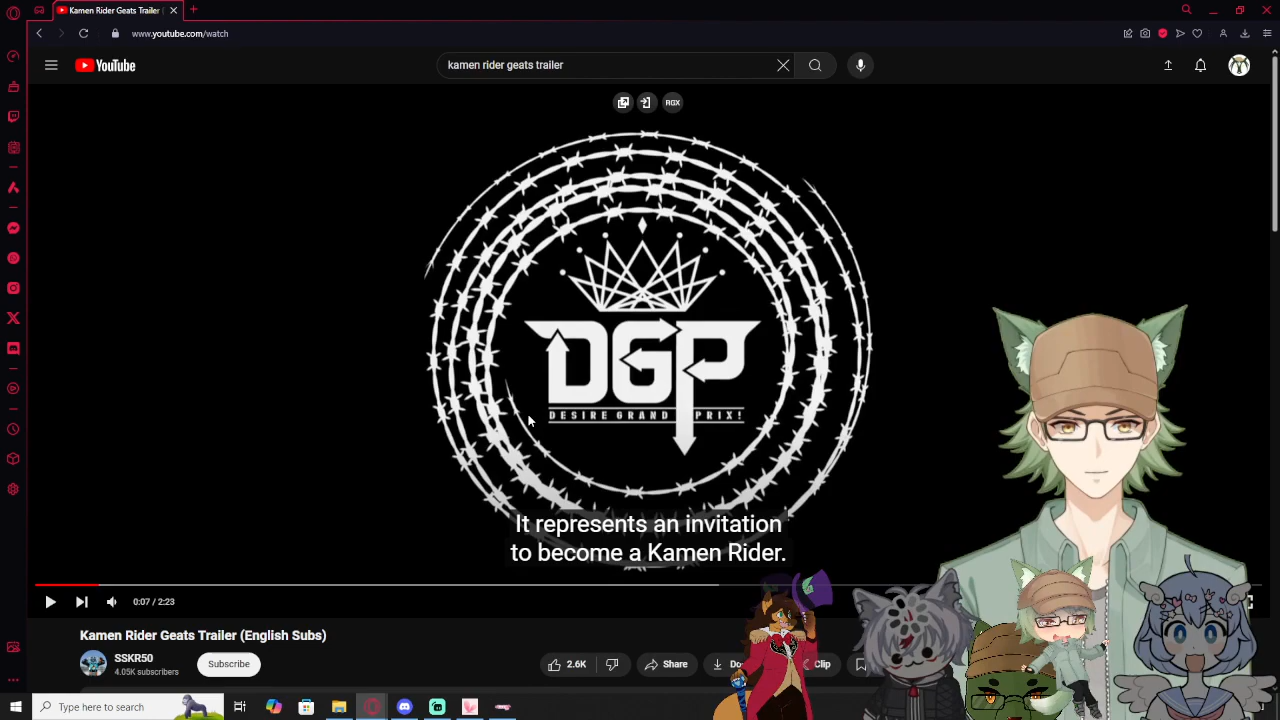 Kamen Rider Geats Trailer
www.youtube.com/watch
YouTube
kamen rider geats trailer
RGX
DGP
DESIRE GRAND PRIX!
It represents an invitation
to become a Kamen Rider.
0:07 / 2:23
Kamen Rider Geats Trailer (English Subs)
SSKR50
4.05K subscribers
Subscribe
2.6K
Share
Do
Clip
Type here to search